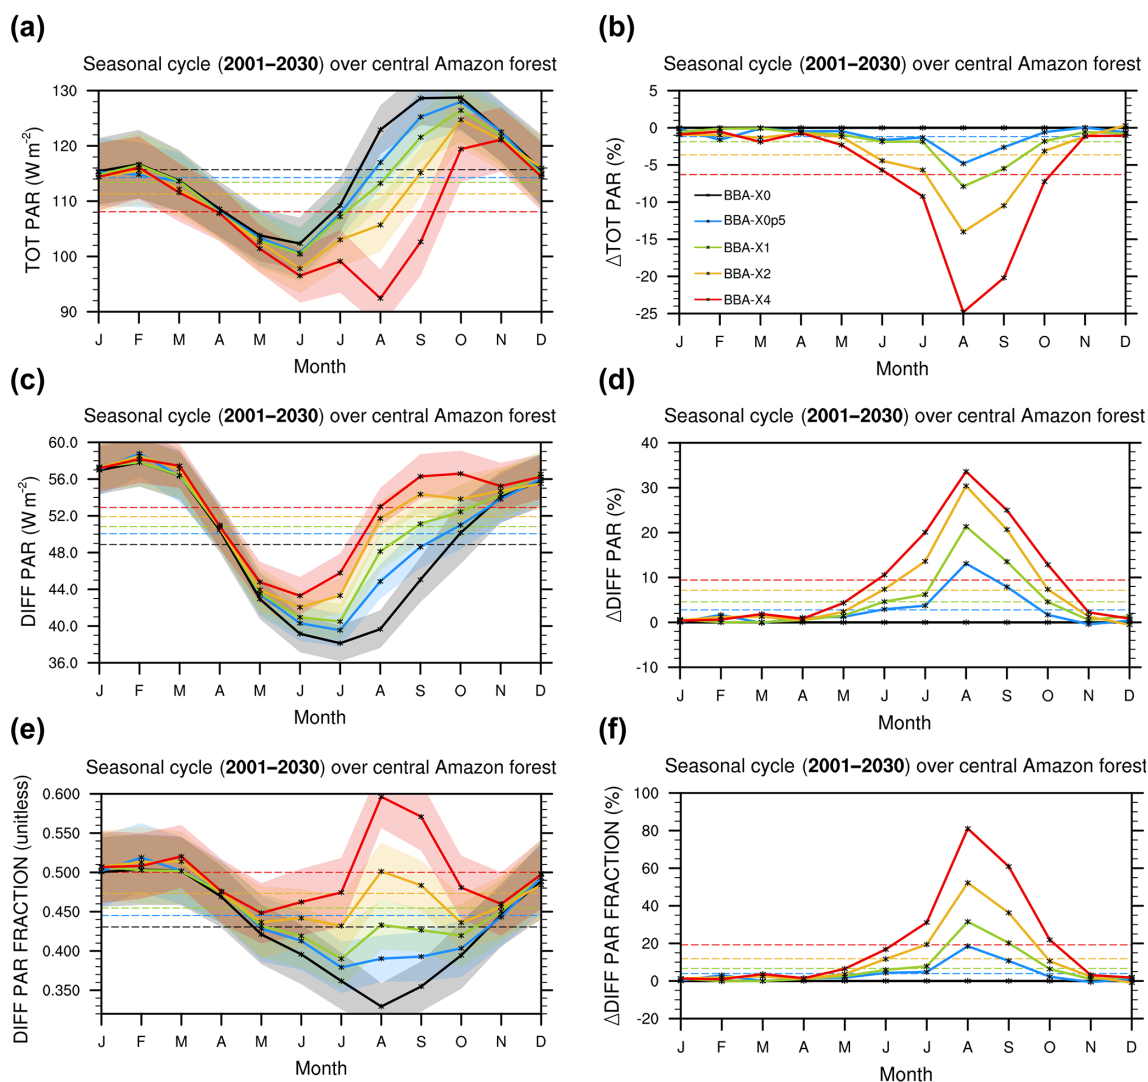 (a)
Seasonal cycle (2001–2030) over central Amazon forest
TOT PAR (W m⁻²)
130
120
110
100
90
J F M A M J J A S O N D
Month
(b)
Seasonal cycle (2001–2030) over central Amazon forest
ΔTOT PAR (%)
5
0
-5
-10
-15
-20
-25
BBA-X0
BBA-X0p5
BBA-X1
BBA-X2
BBA-X4
J F M A M J J A S O N D
Month
(c)
Seasonal cycle (2001–2030) over central Amazon forest
DIFF PAR (W m⁻²)
60.0
56.0
52.0
48.0
44.0
40.0
36.0
J F M A M J J A S O N D
Month
(d)
Seasonal cycle (2001–2030) over central Amazon forest
ΔDIFF PAR (%)
40
30
20
10
0
-10
J F M A M J J A S O N D
Month
(e)
Seasonal cycle (2001–2030) over central Amazon forest
DIFF PAR FRACTION (unitless)
0.600
0.550
0.500
0.450
0.400
0.350
J F M A M J J A S O N D
Month
(f)
Seasonal cycle (2001–2030) over central Amazon forest
ΔDIFF PAR FRACTION (%)
100
80
60
40
20
0
-20
J F M A M J J A S O N D
Month